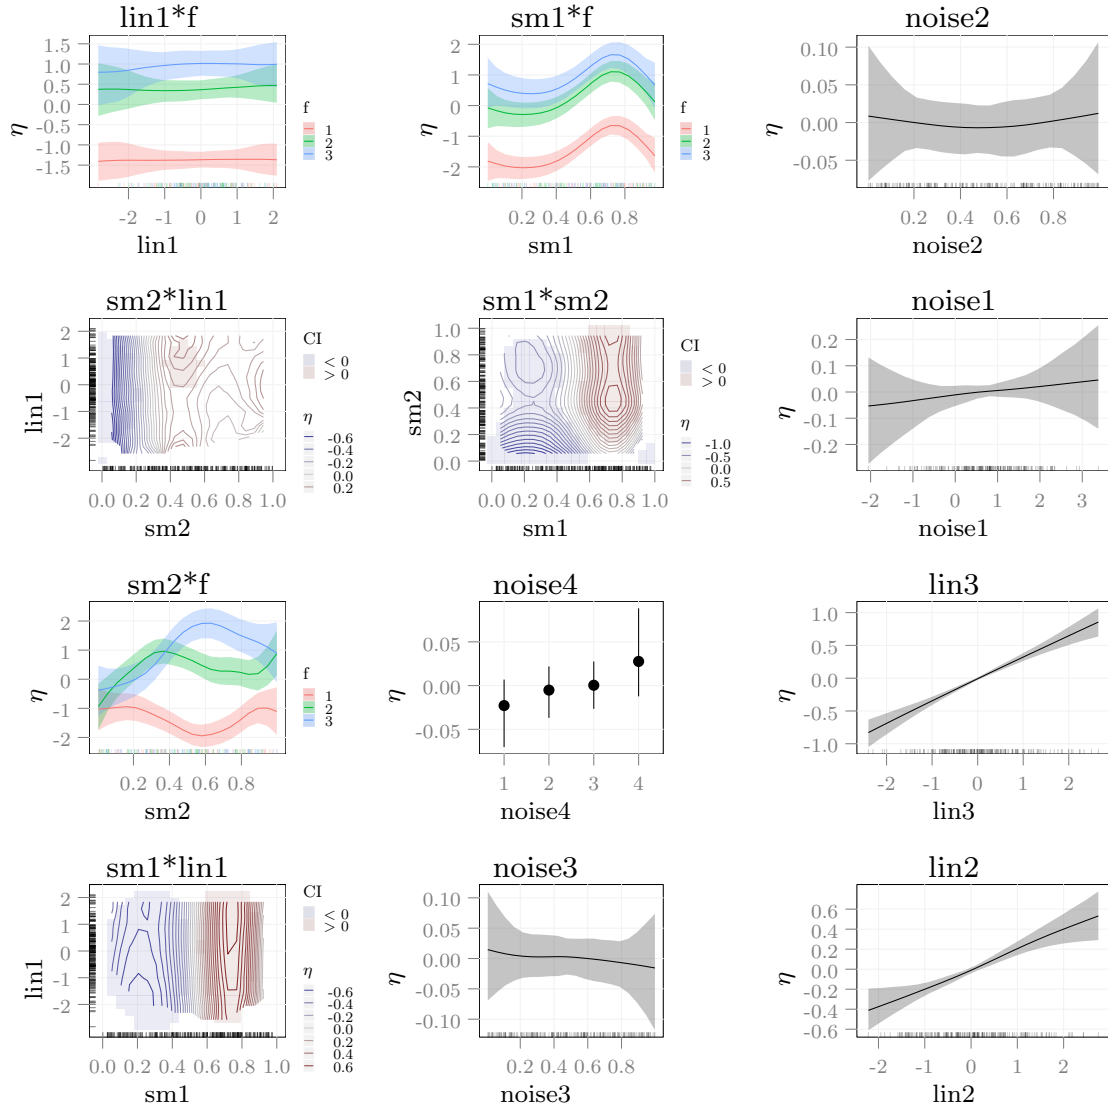 lin1*f
1.5
1.0
0.5
0.0
-0.5
-1.0
-1.5
η
-2 -1 0 1 2
lin1
f
1
2
3
sm1*f
2
1
0
-1
-2
η
0.2 0.4 0.6 0.8
sm1
f
1
2
3
noise2
0.10
0.05
0.00
-0.05
η
0.2 0.4 0.6 0.8
noise2
sm2*lin1
2
1
0
-1
-2
lin1
0.0 0.2 0.4 0.6 0.8 1.0
sm2
CI
< 0
> 0
η
-0.6
-0.4
-0.2
0.0
0.2
sm1*sm2
1.0
0.8
0.6
0.4
0.2
0.0
sm2
0.0 0.2 0.4 0.6 0.8 1.0
sm1
CI
< 0
> 0
η
-1.0
-0.5
0.0
0.5
noise1
0.2
0.1
0.0
-0.1
-0.2
η
-2 -1 0 1 2 3
noise1
sm2*f
2
1
0
-1
-2
η
0.2 0.4 0.6 0.8
sm2
f
1
2
3
noise4
0.05
0.00
-0.05
η
1 2 3 4
noise4
lin3
1.0
0.5
0.0
-0.5
-1.0
η
-2 -1 0 1 2
lin3
sm1*lin1
2
1
0
-1
-2
lin1
0.0 0.2 0.4 0.6 0.8 1.0
sm1
CI
< 0
> 0
η
-0.6
-0.4
-0.2
0.0
0.2
0.4
0.6
noise3
0.10
0.05
0.00
-0.05
-0.10
η
0.2 0.4 0.6 0.8
noise3
lin2
0.6
0.4
0.2
0.0
-0.2
-0.4
-0.6
η
-2 -1 0 1 2
lin2